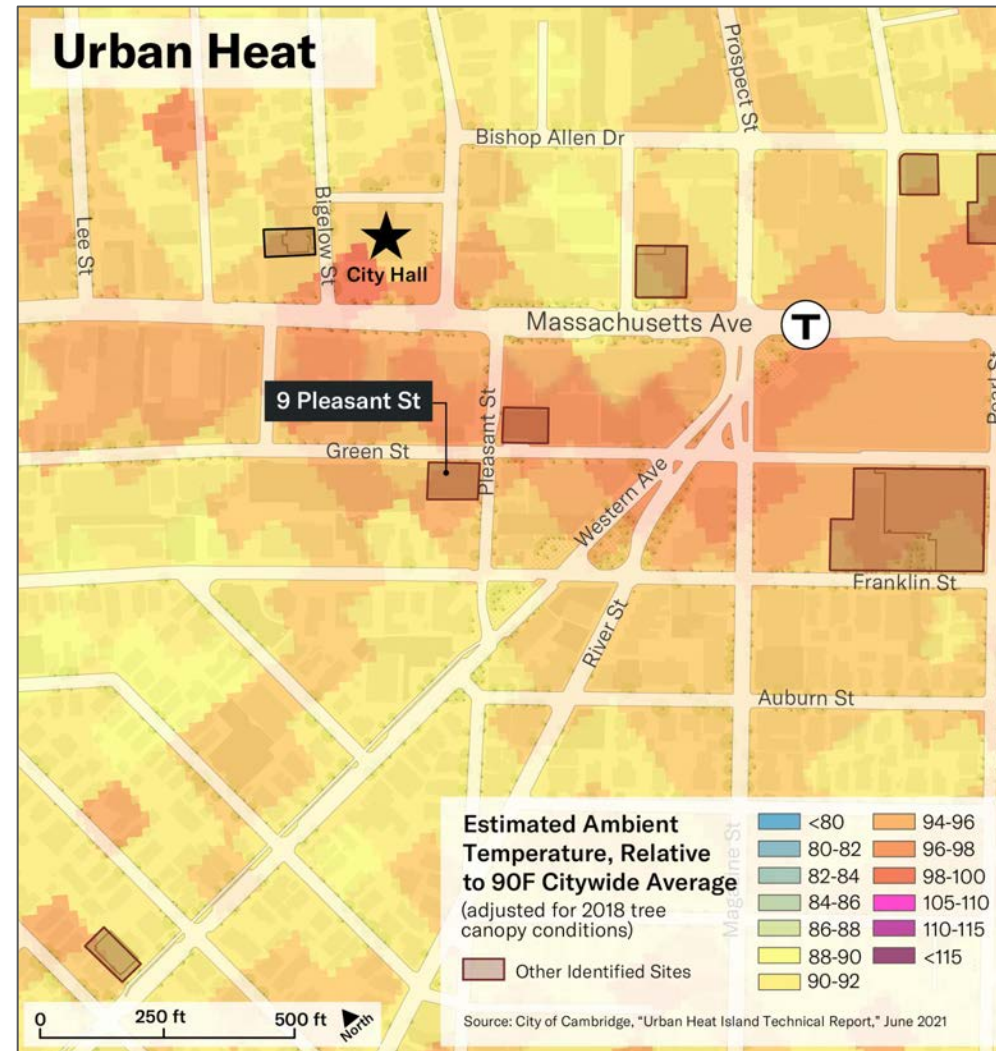 Urban Heat
Prospect St
Bishop Allen Dr
Lee St
Bigelow St
City Hall
Massachusetts Ave
T
Pearl St
9 Pleasant St
Pleasant St
Green St
Western Ave
Franklin St
River St
Auburn St
Magazine St
Estimated Ambient
Temperature, Relative
to 90F Citywide Average
(adjusted for 2018 tree
canopy conditions)
Other Identified Sites
<80
80-82
82-84
84-86
86-88
88-90
90-92
94-96
96-98
98-100
105-110
110-115
<115
0
250 ft
500 ft
North
Source: City of Cambridge, “Urban Heat Island Technical Report,” June 2021